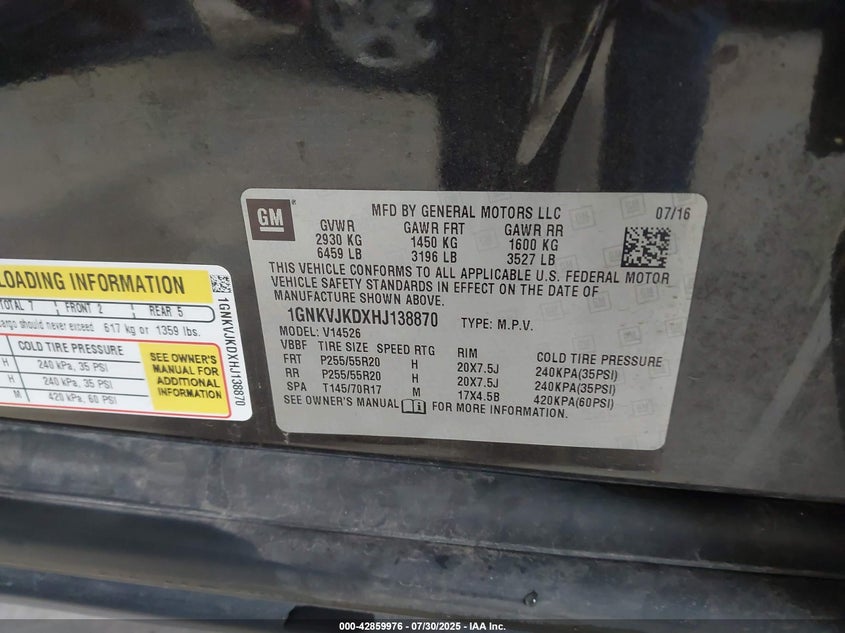 GM
MFD BY GENERAL MOTORS LLC 07/16
GVWR GAWR FRT GAWR RR
2930 KG 1450 KG 1600 KG
6459 LB 3196 LB 3527 LB
THIS VEHICLE CONFORMS TO ALL APPLICABLE U.S. FEDERAL MOTOR
VEHICLE SAFETY STANDARDS IN EFFECT ON THE DATE OF
MANUFACTURE SHOWN ABOVE.
1GNKVJKDXHJ138870 TYPE: M.P.V.
MODEL: V14526
VBBF TIRE SIZE SPEED RTG RIM COLD TIRE PRESSURE
FRT P255/55R20 H 20X7.5J 240KPA(35PSI)
RR P255/55R20 H 20X7.5J 240KPA(35PSI)
SPA T145/70R17 M 17X4.5B 420KPA(60PSI)
SEE OWNER'S MANUAL i FOR MORE INFORMATION.
LOADING INFORMATION
TOTAL 7 FRONT 2 REAR 5
cargo should never exceed 617 kg or 1359 lbs.
COLD TIRE PRESSURE
H 240 kPa, 35 PSI
H 240 kPa, 35 PSI
M 420 kPa, 60 PSI
SEE OWNER'S
MANUAL FOR
ADDITIONAL
INFORMATION
1GNKVJKDXHJ138870
000-42859976 - 07/30/2025 - IAA Inc.